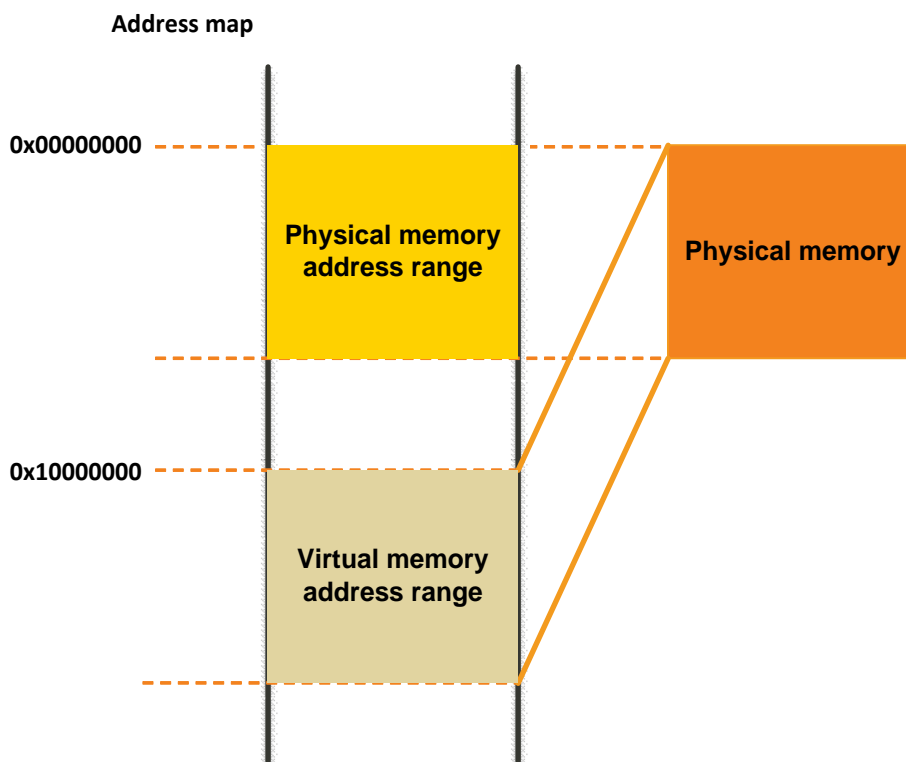 Address map
0x00000000
Physical memory
address range
Physical memory
0x10000000
Virtual memory
address range